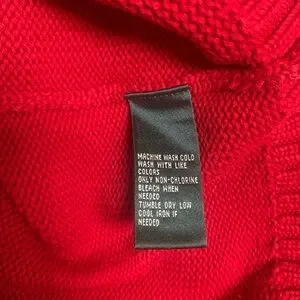 MACHINE WASH COLD
WASH WITH LIKE
COLORS
ONLY NON-CHLORINE
BLEACH WHEN
NEEDED
TUMBLE DRY LOW
COOL IRON IF
NEEDED